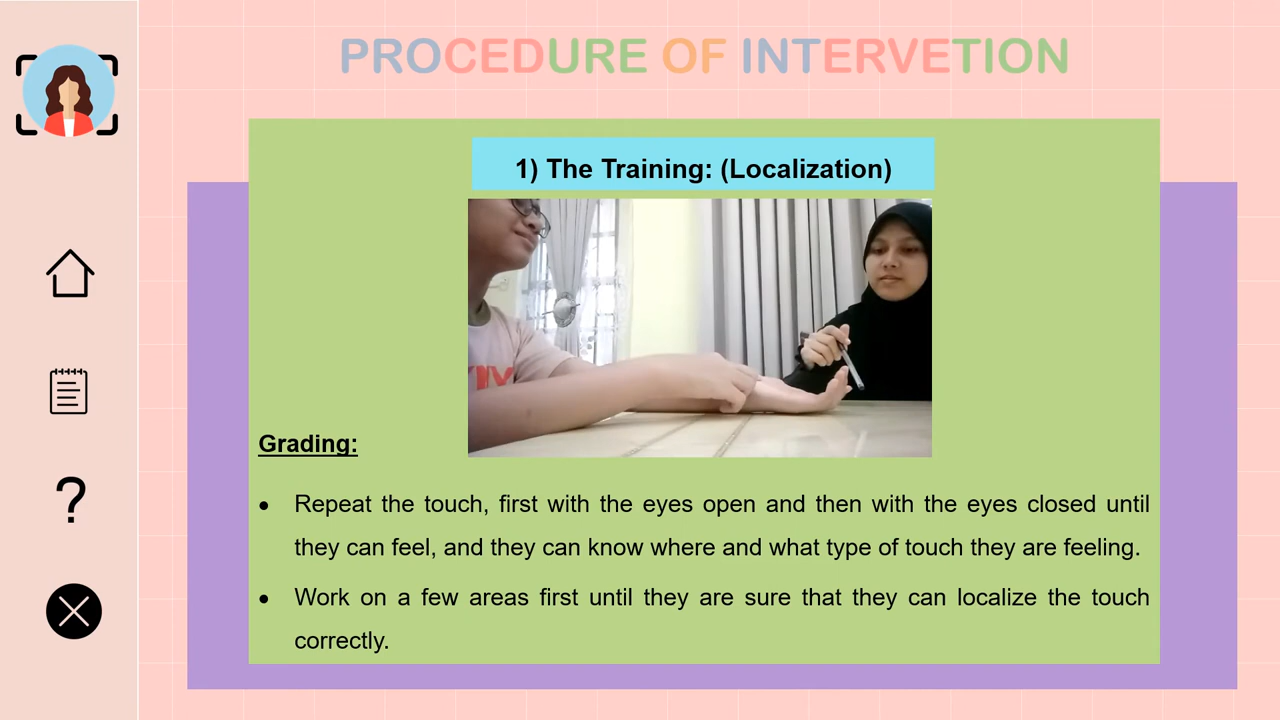 PROCEDURE OF INTERVETION
1) The Training: (Localization)
Grading:
• Repeat the touch, first with the eyes open and then with the eyes closed until
they can feel, and they can know where and what type of touch they are feeling.
• Work on a few areas first until they are sure that they can localize the touch
correctly.
?